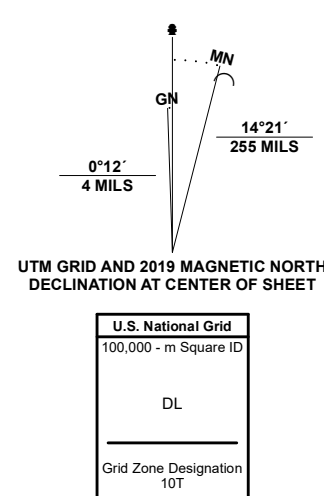 MN
GN
14°21´
255 MILS
0°12´
4 MILS
UTM GRID AND 2019 MAGNETIC NORTH
DECLINATION AT CENTER OF SHEET
U.S. National Grid
100,000 - m Square ID
DL
Grid Zone Designation
10T